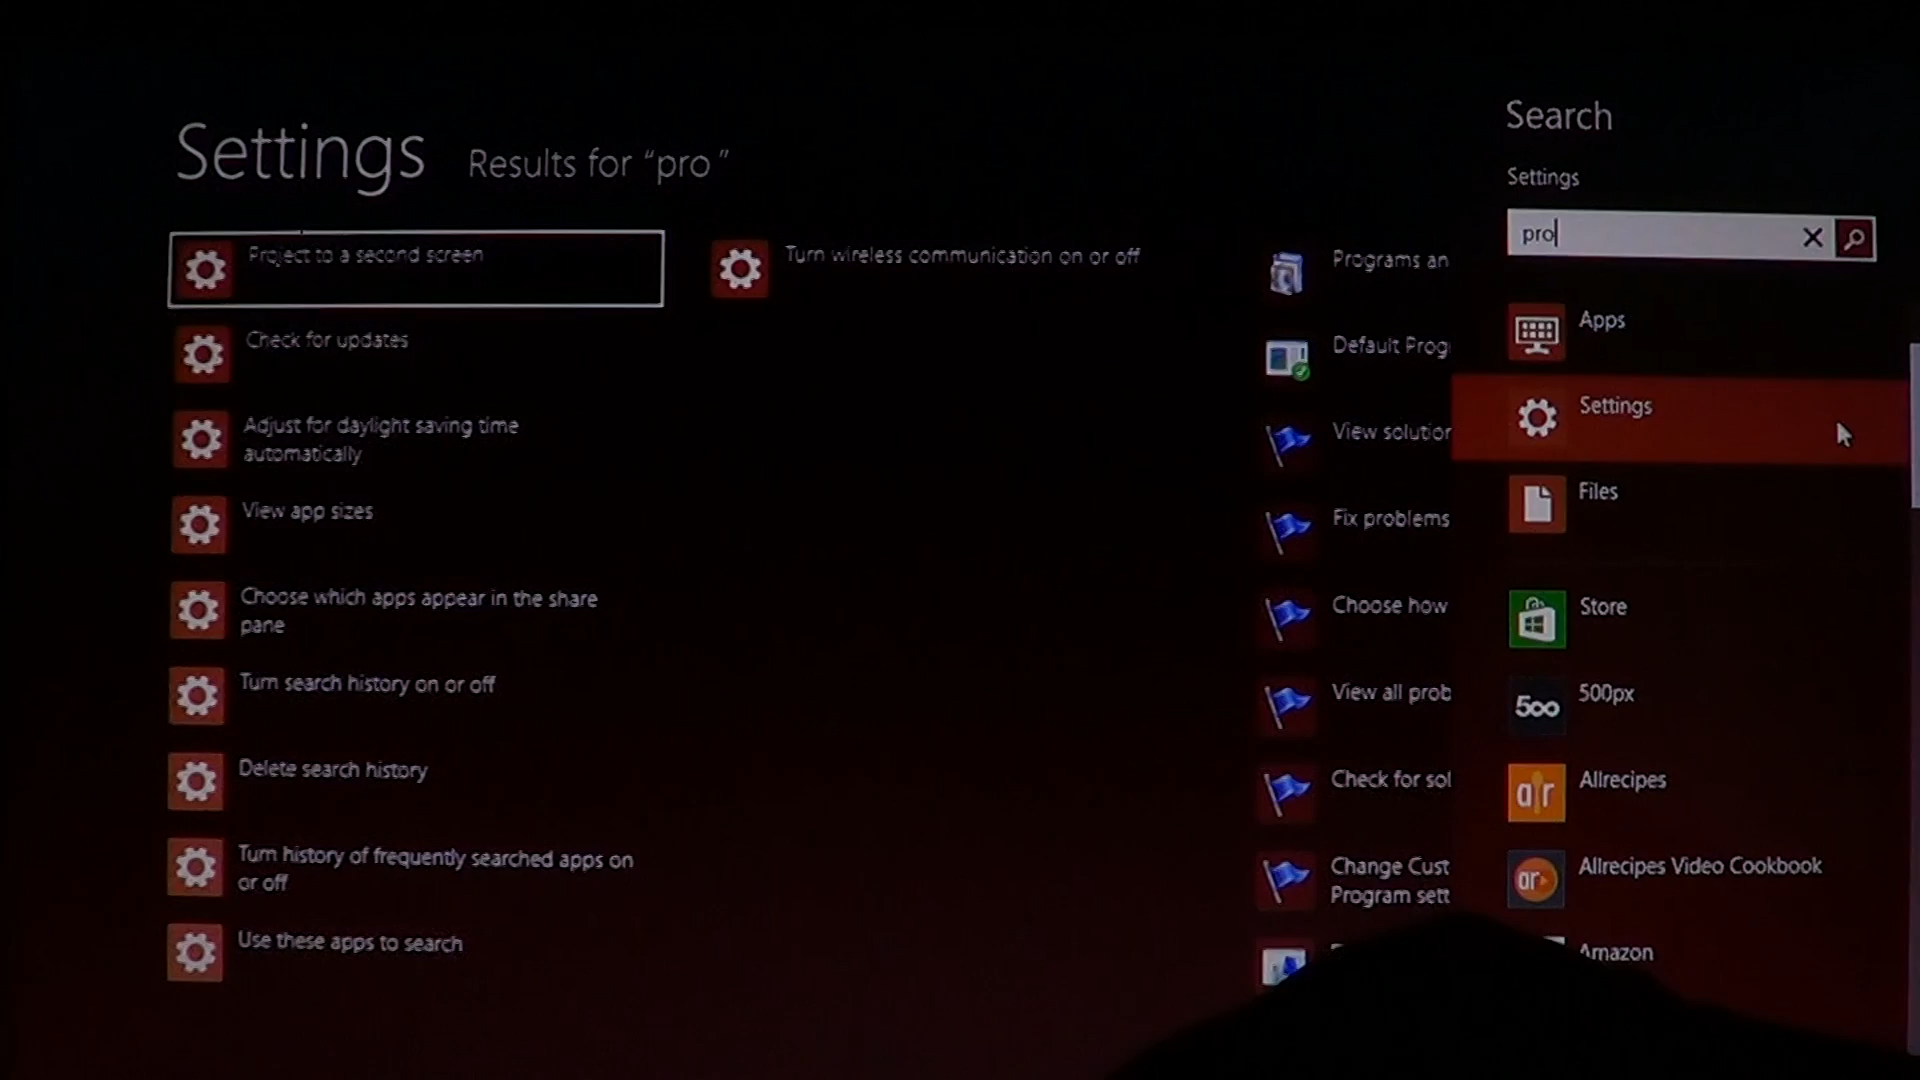 Settings Results for “pro ”
Project to a second screen
Check for updates
Adjust for daylight saving time
automatically
View app sizes
Choose which apps appear in the share
pane
Turn search history on or off
Delete search history
Turn history of frequently searched apps on
or off
Use these apps to search
Turn wireless communication on or off
Programs an
Default Prog
View solution
Fix problems
Choose how
View all prob
Check for sol
Change Cust
Program sett
Search
Settings
pro
Apps
Settings
Files
Store
500
500px
Allrecipes
ar
Allrecipes Video Cookbook
Amazon